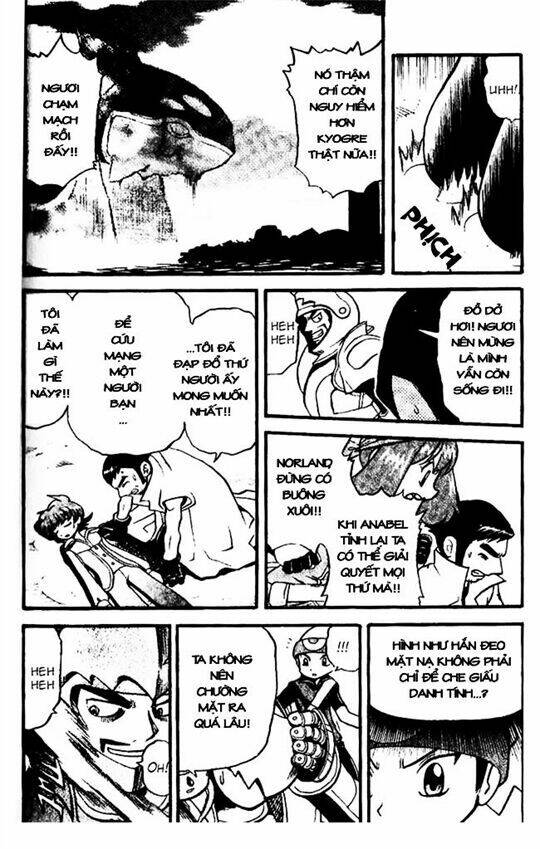 UHH!
PHỊCH
NÓ THẬM
CHÍ CÒN
NGUY HIỂM
HƠN
KYOGRE
THẬT NỮA!!
NGƯƠI
CHẠM
MẠCH
RỒI
ĐẤY!!
ĐỒ DỞ
HƠI! NGƯƠI
NÊN MỪNG
LÀ MÌNH
VẪN CÒN
SỐNG ĐI!!
HEH
HEH
NORLAND,
ĐỪNG CÓ
BUÔNG
XUÔI!!
KHI ANABEL
TỈNH LẠI TA
CÓ THỂ GIẢI
QUYẾT MỌI
THỨ MÀ!!
...TÔI ĐÃ
ĐẠP ĐỔ THỨ
NGƯỜI ẤY
MONG MUỐN
NHẤT!!
ĐỂ
CỨU
MẠNG
MỘT
NGƯỜI
BẠN
...
TÔI
ĐÃ
LÀM
GÌ
THẾ
NÀY?!!
HÌNH NHƯ HẮN ĐEO
MẶT NẠ KHÔNG PHẢI
CHỈ ĐỂ CHE GIẤU
DANH TÍNH...?
!!!
TA KHÔNG
NÊN
CHƯỜNG
MẶT RA
QUÁ LÂU!
HEH
HEH
OH!